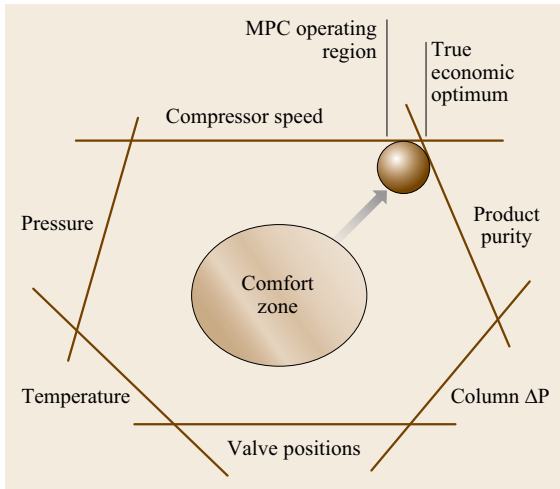 MPC operating
region
True
economic
optimum
Compressor speed
Pressure
Product
purity
Comfort
zone
Temperature
Column ΔP
Valve positions